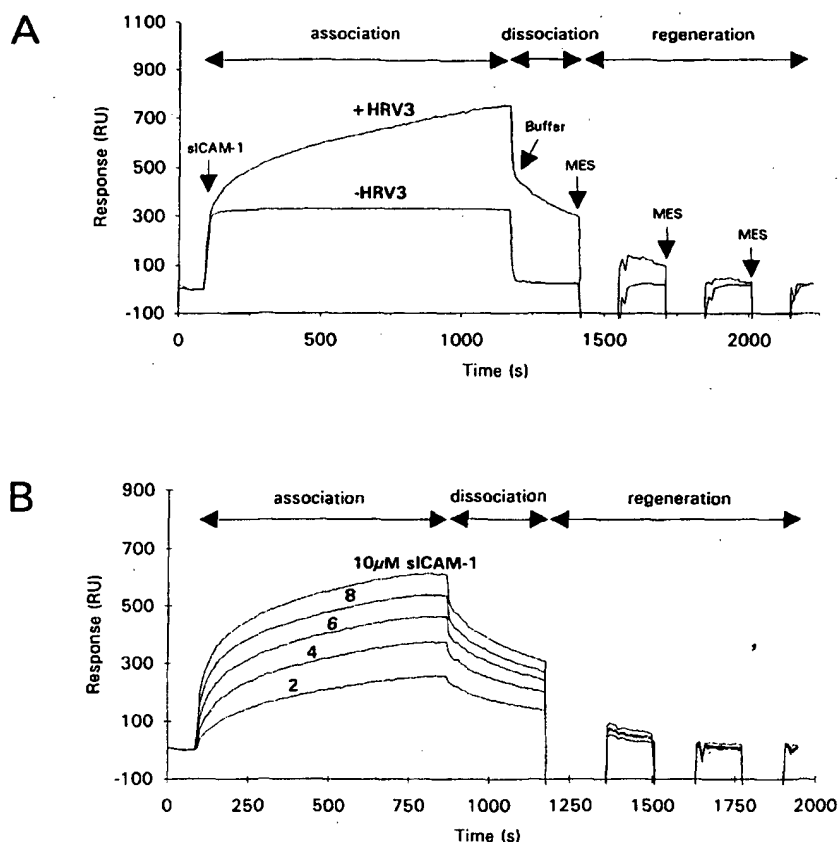 A
association
dissociation
regeneration
1100
900
700
500
300
100
-100
Response (RU)
sICAM-1
+HRV3
-HRV3
Buffer
MES
MES
MES
0
500
1000
1500
2000
Time (s)
B
association
dissociation
regeneration
900
700
500
300
100
-100
Response (RU)
10µM sICAM-1
8
6
4
2
0
250
500
750
1000
1250
1500
1750
2000
Time (s)